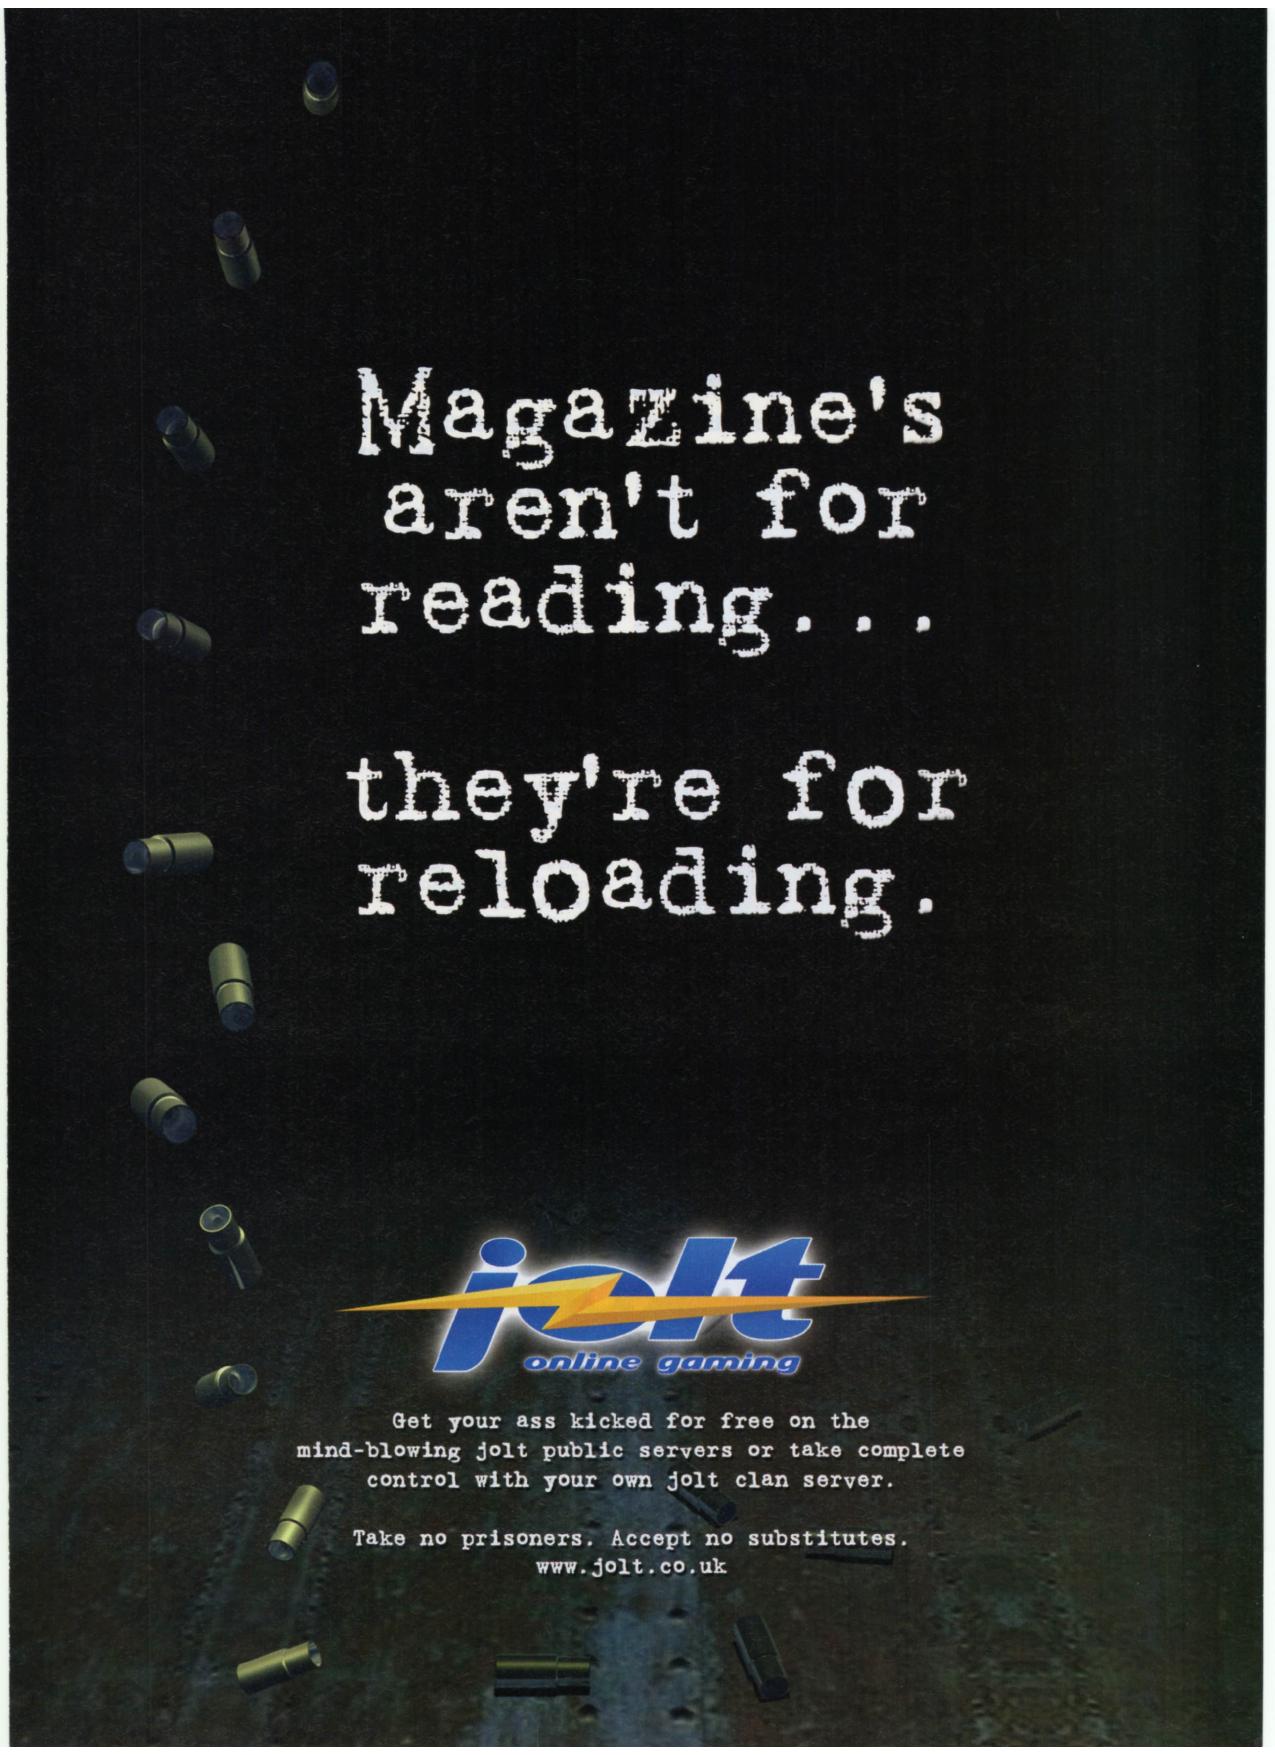 Magazine's
aren't for
reading...
they're for
reloading.
jolt
online gaming
Get your ass kicked for free on the
mind-blowing jolt public servers or take complete
control with your own jolt clan server.
Take no prisoners. Accept no substitutes.
www.jolt.co.uk